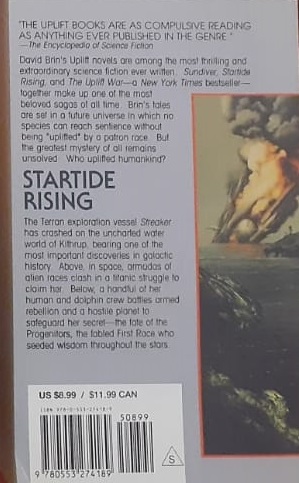 "THE UPLIFT BOOKS ARE AS COMPULSIVE READING
AS ANYTHING EVER PUBLISHED IN THE GENRE."
—The Encyclopedia of Science Fiction
David Brin's Uplift novels are among the most thrilling and
extraordinary science fiction ever written. Sundiver, Startide
Rising, and The Uplift War—a New York Times bestseller—
together make up one of the most
beloved sagas of all time. Brin's tales
are set in a future universe in which no
species can reach sentience without
being "uplifted" by a patron race. But
the greatest mystery of all remains
unsolved. Who uplifted humankind?
STARTIDE
RISING
The Terran exploration vessel Streaker
has crashed on the uncharted water
world of Kithrup, bearing one of the
most important discoveries in galactic
history. Above, in space, armadas of
alien races clash in a titanic struggle to
claim her. Below, a handful of her
human and dolphin crew battles armed
rebellion and a hostile planet to
safeguard her secret—the fate of the
Progenitors, the fabled First Race who
seeded wisdom throughout the stars.
US $8.99 / $11.99 CAN
ISBN 978-0-553-27418-9
50899
S
9 780553 274189